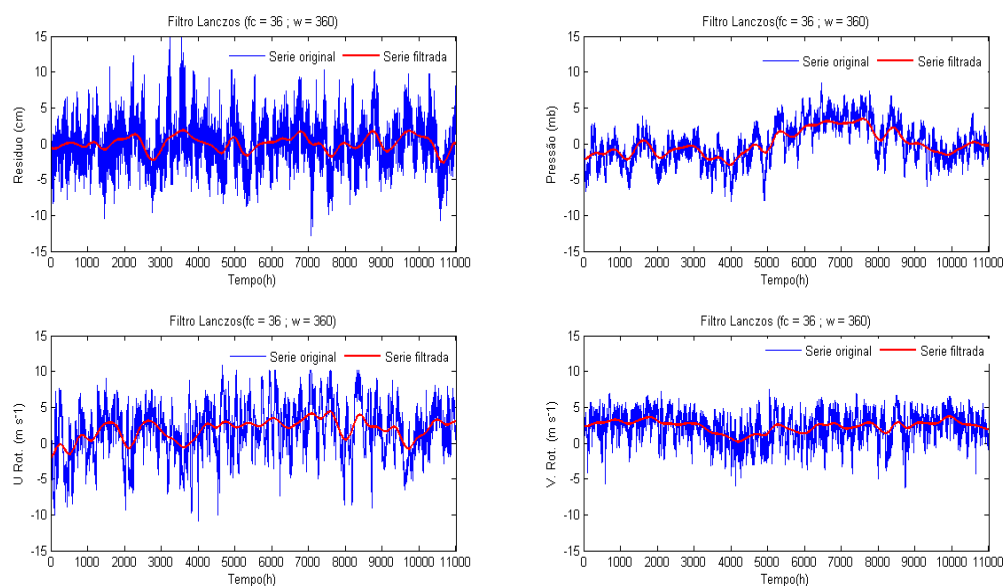 Filtro Lanczos (fc = 36 ; w = 360)
Serie original
Serie filtrada
Resíduo (cm)
15
10
5
0
-5
-10
-15
0 1000 2000 3000 4000 5000 6000 7000 8000 9000 10000 11000
Tempo(h)
Filtro Lanczos(fc = 36 ; w = 360)
Serie original
Serie filtrada
Pressão (mb)
15
10
5
0
-5
-10
-15
0 1000 2000 3000 4000 5000 6000 7000 8000 9000 10000 11000
Tempo(h)
Filtro Lanczos(fc = 36 ; w = 360)
Serie original
Serie filtrada
U Rot. (m s-1)
15
10
5
0
-5
-10
-15
0 1000 2000 3000 4000 5000 6000 7000 8000 9000 10000 11000
Tempo(h)
Filtro Lanczos (fc = 36 ; w = 360)
Serie original
Serie filtrada
V. Rot. (m s-1)
15
10
5
0
-5
-10
-15
0 1000 2000 3000 4000 5000 6000 7000 8000 9000 10000 11000
Tempo(h)